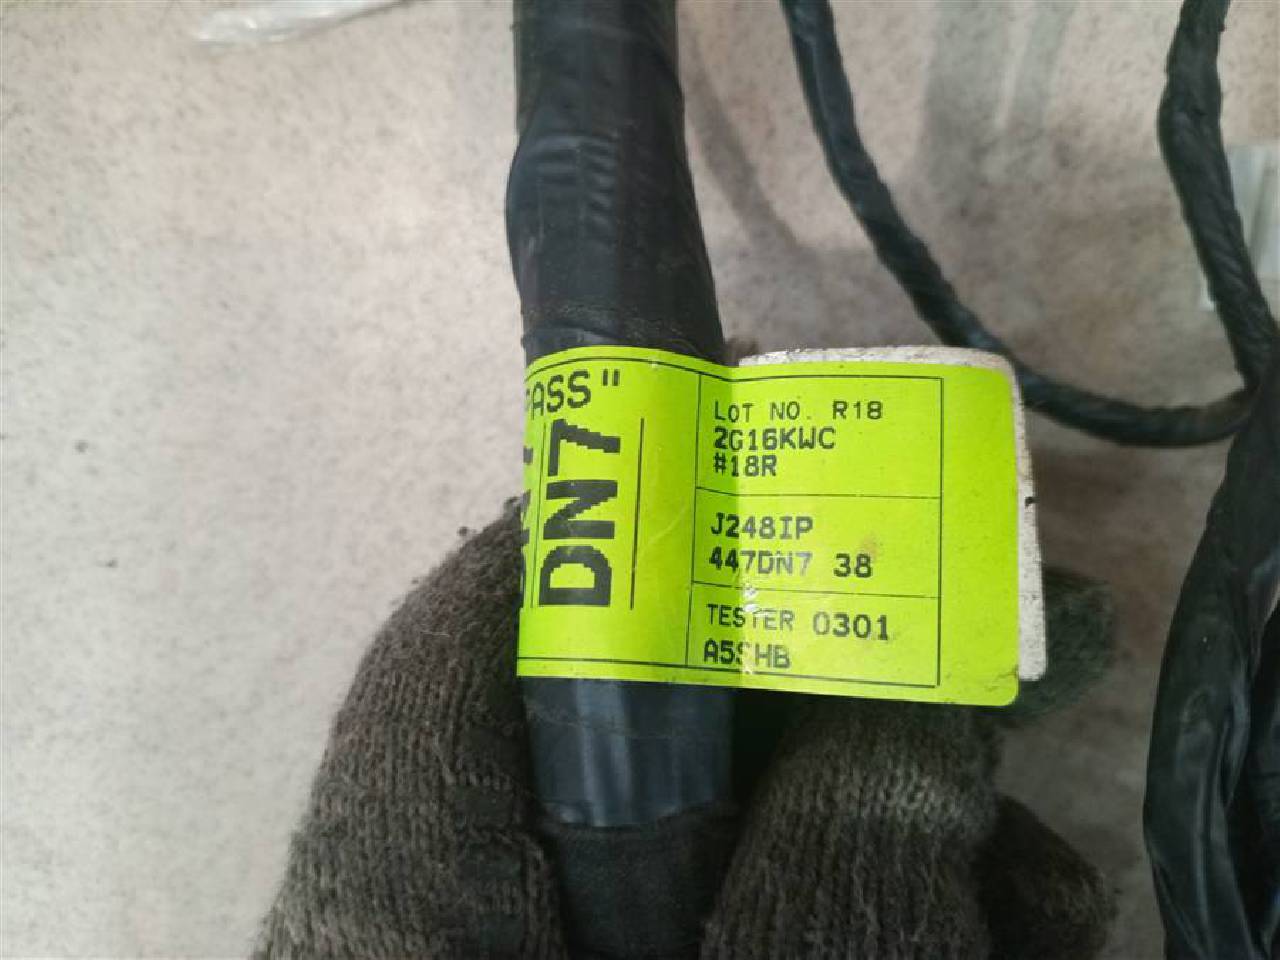 PASS"
DN7
LOT NO. R18
2G16KWC
#18R
J248IP
447DN7 38
TESTER 0301
A5SHB